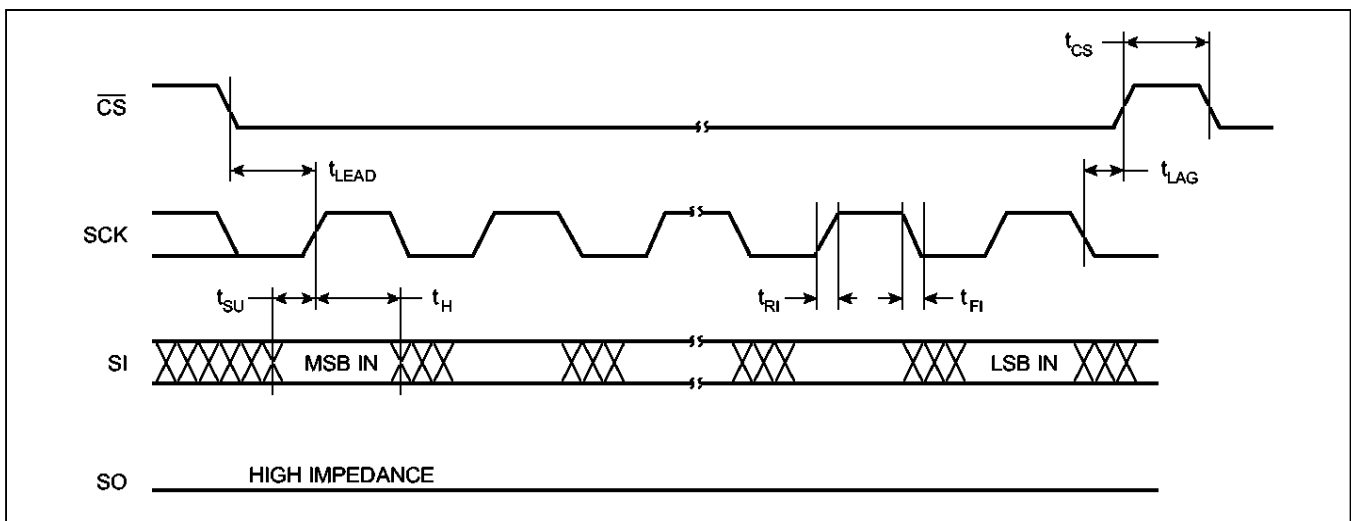 tCS
CS
tLEAD
tLAG
SCK
tSU
tH
tRI
tFI
SI
MSB IN
LSB IN
SO
HIGH IMPEDANCE